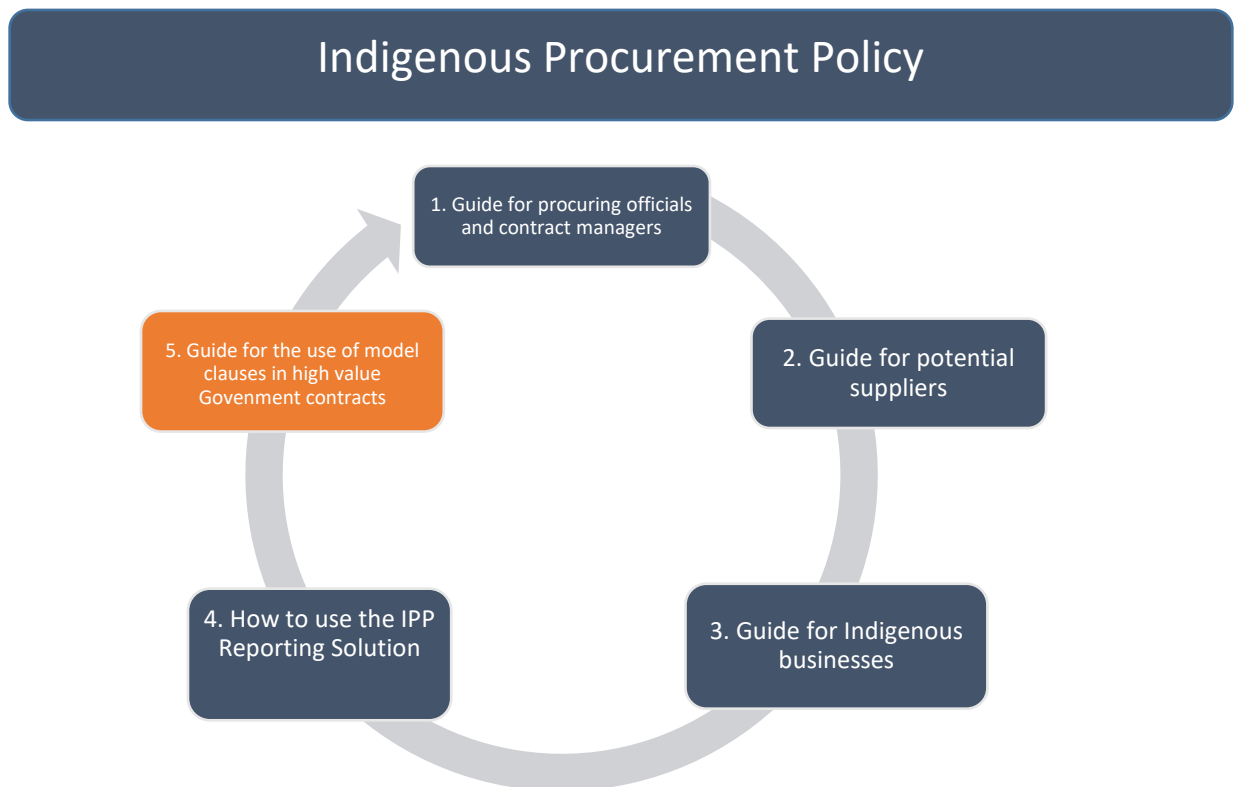 Indigenous Procurement Policy
1. Guide for procuring officials
and contract managers
2. Guide for potential
suppliers
3. Guide for Indigenous
businesses
4. How to use the IPP
Reporting Solution
5. Guide for the use of model
clauses in high value
Govenment contracts